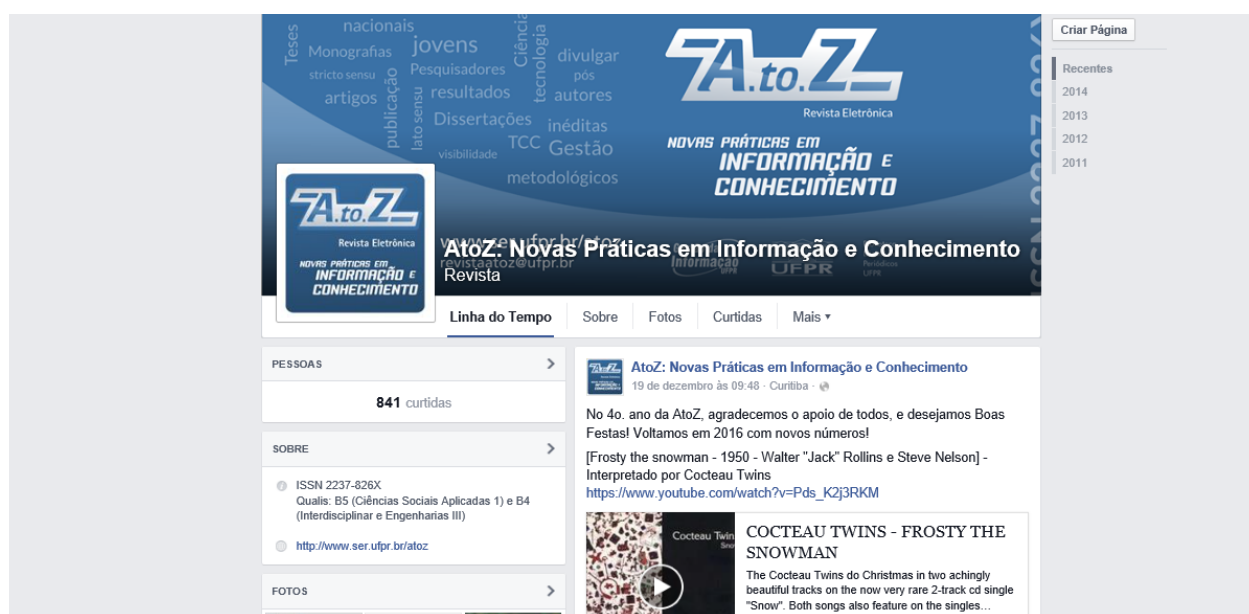 Teses
nacionais
Monografias
jovens
Ciência
tecnologia
divulgar
stricto sensu
Pesquisadores
pós
artigos
publicação
lato sensu
resultados
autores
Dissertações
inéditas
visibilidade
TCC
Gestão
metodológicos
A.to.Z
Revista Eletrônica
NOVAS PRÁTICAS EM
INFORMAÇÃO E
CONHECIMENTO
A.to.Z
Revista Eletrônica
NOVAS PRÁTICAS EM
INFORMAÇÃO E
CONHECIMENTO
www.ser.ufpr.br/atoz
revistaatoz@ufpr.br
Informação
UFPR
UFPR
Periódicos
UFPR
AtoZ: Novas Práticas em Informação e Conhecimento
Revista
Linha do Tempo Sobre Fotos Curtidas Mais
Criar Página
Recentes
2014
2013
2012
2011
PESSOAS
841 curtidas
SOBRE
ISSN 2237-826X
Qualis: B5 (Ciências Sociais Aplicadas 1) e B4
(Interdisciplinar e Engenharias III)
http://www.ser.ufpr.br/atoz
FOTOS
AtoZ: Novas Práticas em Informação e Conhecimento
19 de dezembro às 09:48 · Curitiba ·
No 4o. ano da AtoZ, agradecemos o apoio de todos, e desejamos Boas
Festas! Voltamos em 2016 com novos números!
[Frosty the snowman - 1950 - Walter "Jack" Rollins e Steve Nelson] -
Interpretado por Cocteau Twins
https://www.youtube.com/watch?v=Pds_K2j3RKM
Cocteau Twin
COCTEAU TWINS - FROSTY THE
SNOWMAN
The Cocteau Twins do Christmas in two achingly
beautiful tracks on the now very rare 2-track cd single
"Snow". Both songs also feature on the singles...